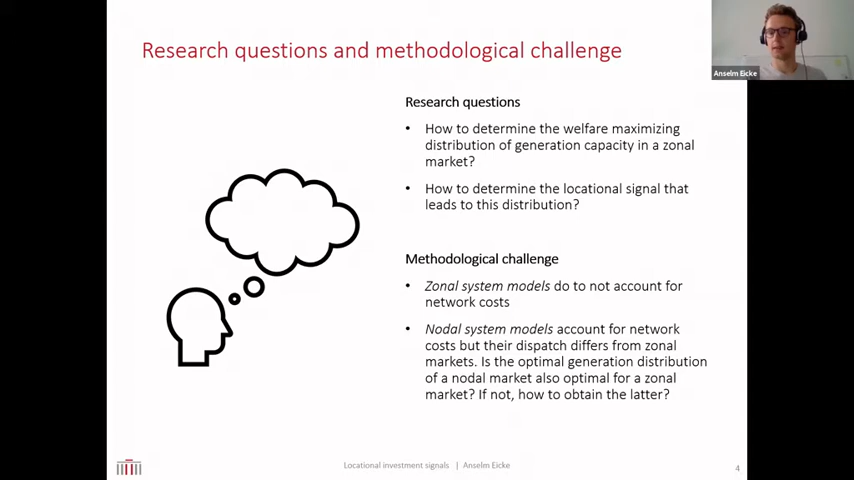 Research questions and methodological challenge
Anselm Eicke
Research questions
• How to determine the welfare maximizing
distribution of generation capacity in a zonal
market?
• How to determine the locational signal that
leads to this distribution?
Methodological challenge
• Zonal system models do to not account for
network costs
• Nodal system models account for network
costs but their dispatch differs from zonal
markets. Is the optimal generation distribution
of a nodal market also optimal for a zonal
market? If not, how to obtain the latter?
Locational investment signals | Anselm Eicke
4